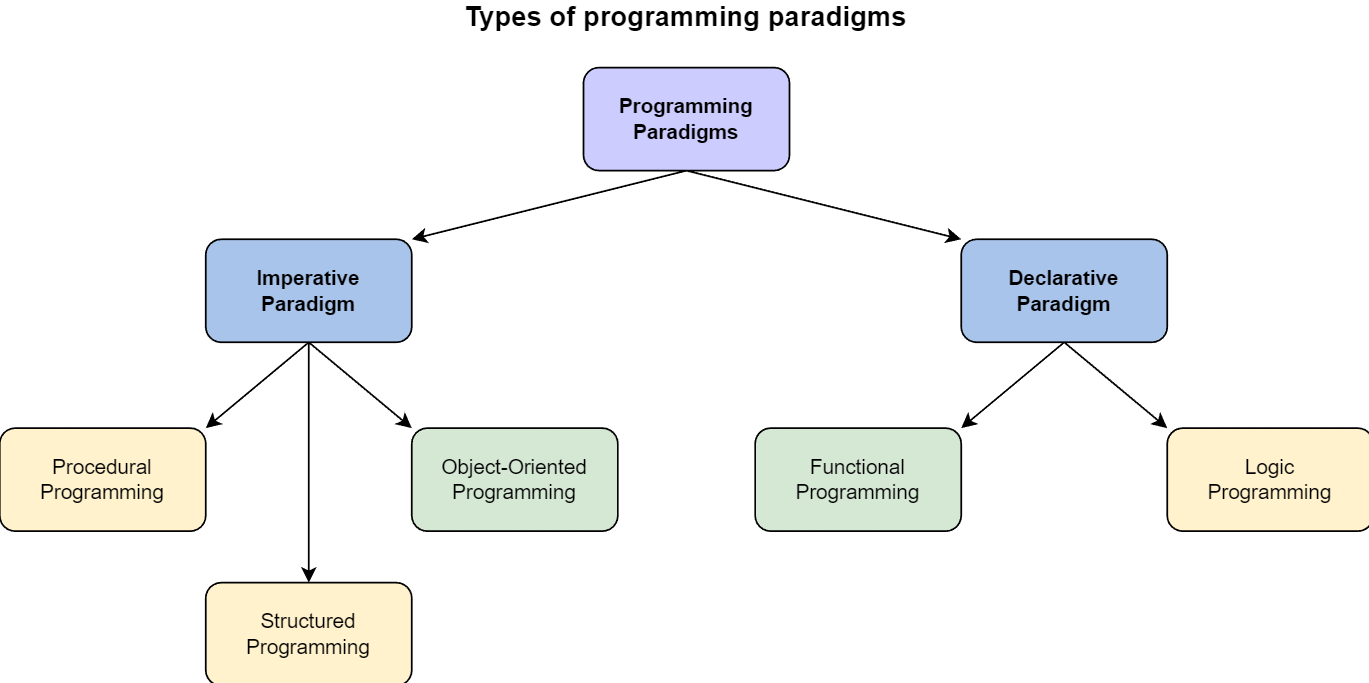 Types of programming paradigms
Programming
Paradigms
Imperative
Paradigm
Declarative
Paradigm
Procedural
Programming
Object-Oriented
Programming
Functional
Programming
Logic
Programming
Structured
Programming